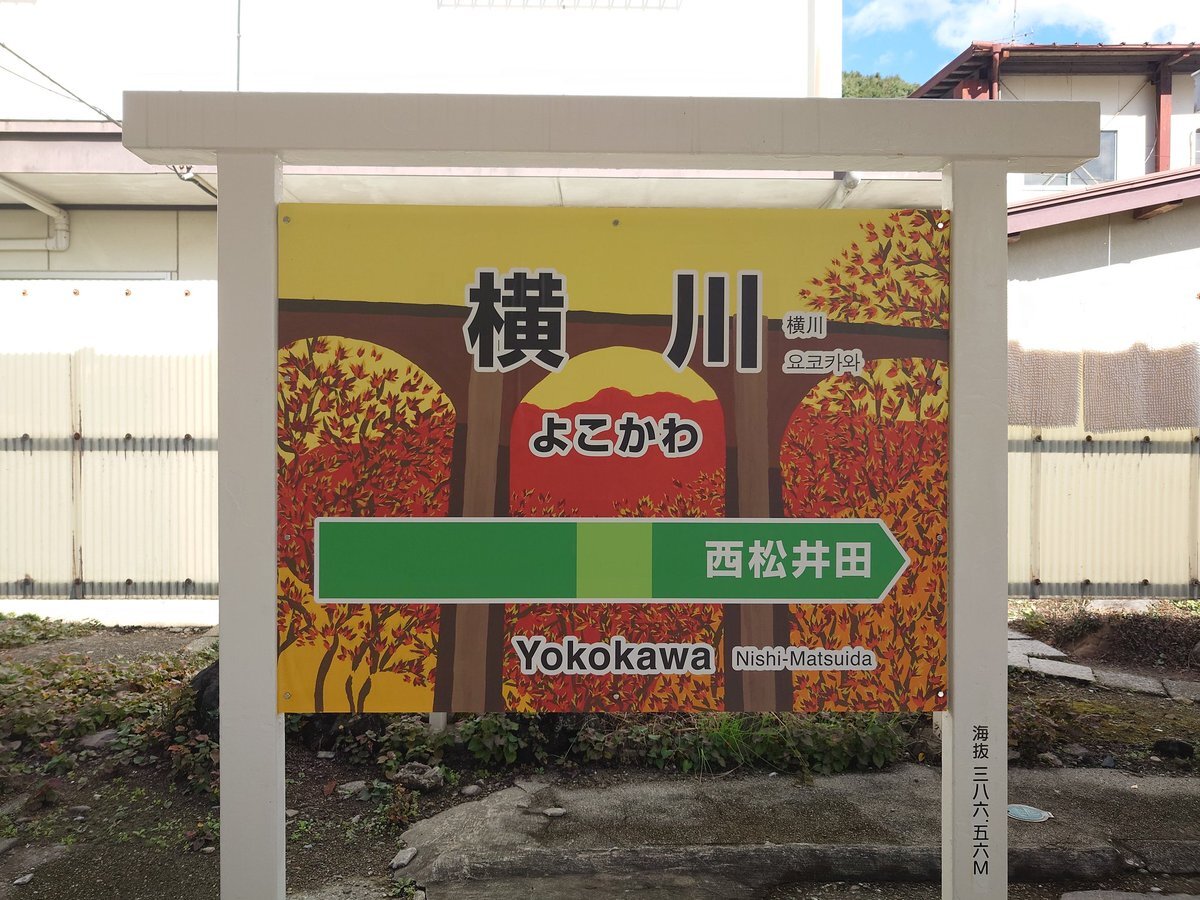 横川
横川
요코카와
よこかわ
西松井田
Yokokawa
Nishi-Matsuida
海抜 三八六.五六M